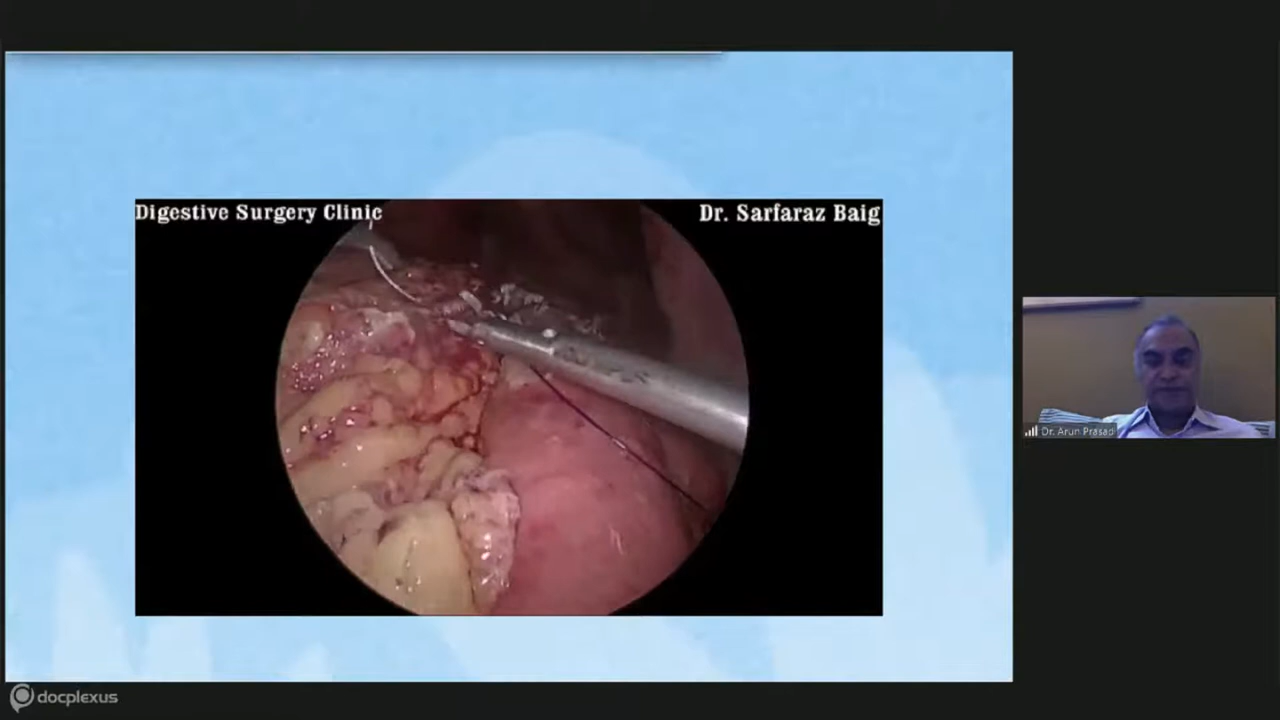 Digestive Surgery Clinic
Dr. Sarfaraz Baig
Dr. Arun Prasad
docplexus